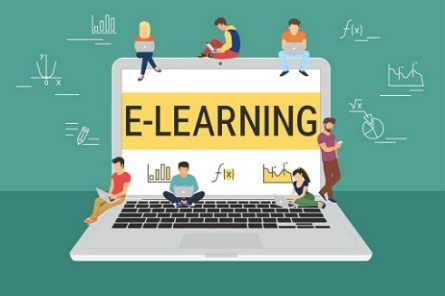 f(x)
y
x
√x
E-LEARNING
f(x)